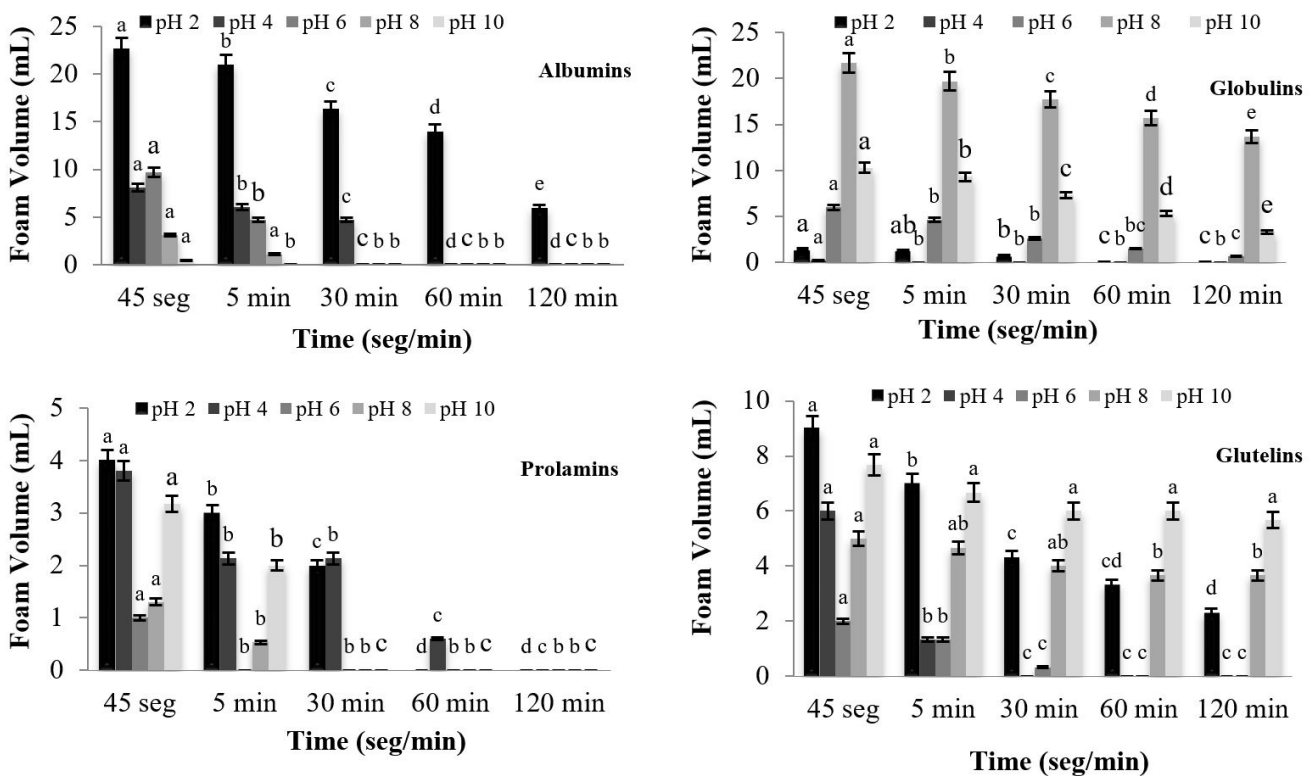 pH 2 pH 4 pH 6 pH 8 pH 10
Albumins
Foam Volume (mL)
25
20
15
10
5
0
a a a a a
b b b a b
c c c b b
d d c b b
e d c b b
45 seg 5 min 30 min 60 min 120 min
Time (seg/min)
pH 2 pH 4 pH 6 pH 8 pH 10
Globulins
Foam Volume (mL)
25
20
15
10
5
0
a a a a a
ab b b b b
b b b c c
c b bc d d
c b c e e
45 seg 5 min 30 min 60 min 120 min
Time (seg/min)
pH 2 pH 4 pH 6 pH 8 pH 10
Prolamins
Foam Volume (mL)
5
4
3
2
1
0
a a a a a
b b b b b
c b b b c
d c b b c
d c b b c
45 seg 5 min 30 min 60 min 120 min
Time (seg/min)
pH 2 pH 4 pH 6 pH 8 pH 10
Glutelins
Foam Volume (mL)
10
8
6
4
2
0
a a a a a
b b b ab a
c c c ab a
cd c c b a
d c c b a
45 seg 5 min 30 min 60 min 120 min
Time (seg/min)